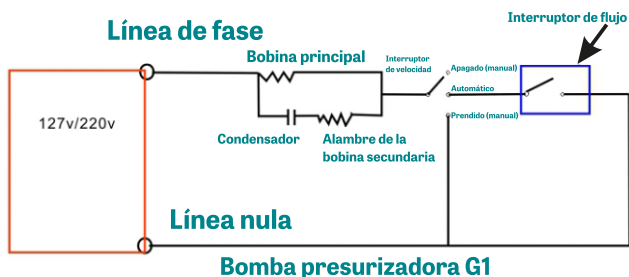 Interruptor de flujo
Línea de fase
Bobina principal
Interruptor
de velocidad
Apagado (manual)
Automático
127v/220v
Prendido (manual)
Condensador
Alambre de la
bobina secundaria
Línea nula
Bomba presurizadora G1